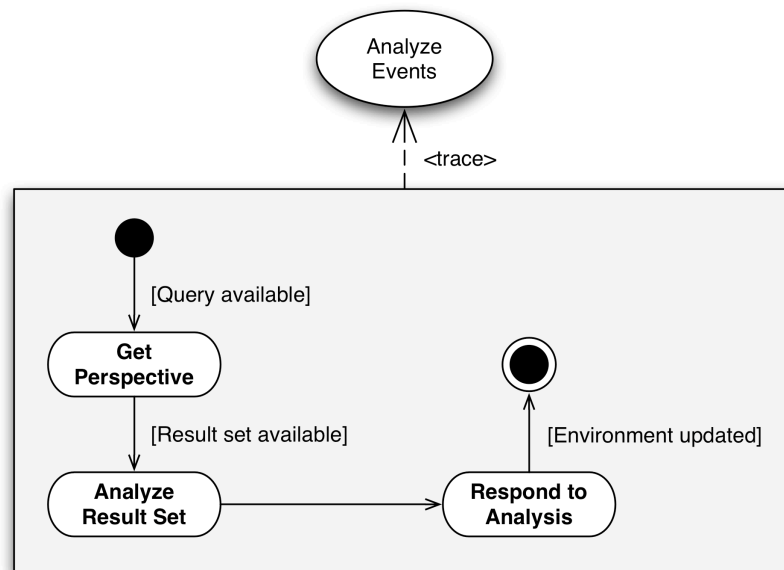 Analyze
Events
<trace>
[Query available]
Get
Perspective
[Result set available]
[Environment updated]
Analyze
Result Set
Respond to
Analysis